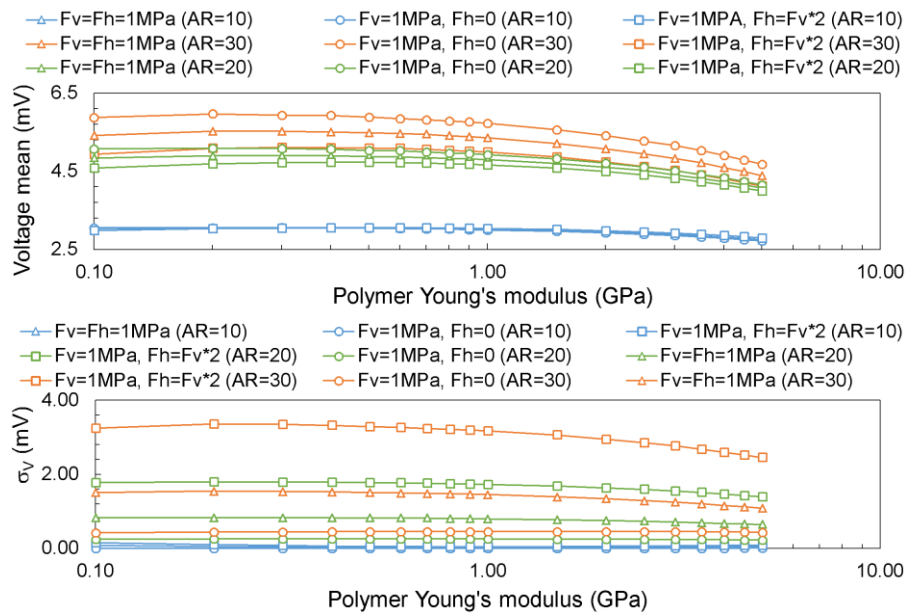 Fv=Fh=1MPa (AR=10) Fv=1MPa, Fh=0 (AR=10) Fv=1MPA, Fh=Fv*2 (AR=10)
Fv=Fh=1MPa (AR=30) Fv=1MPa, Fh=0 (AR=30) Fv=1MPa, Fh=Fv*2 (AR=30)
Fv=Fh=1MPa (AR=20) Fv=1MPa, Fh=0 (AR=20) Fv=1MPa, Fh=Fv*2 (AR=20)
Voltage mean (mV)
6.5
4.5
2.5
0.10 1.00 10.00
Polymer Young's modulus (GPa)
Fv=Fh=1MPa (AR=10) Fv=1MPa, Fh=0 (AR=10) Fv=1MPa, Fh=Fv*2 (AR=10)
Fv=1MPa, Fh=Fv*2 (AR=20) Fv=1MPa, Fh=0 (AR=20) Fv=Fh=1MPa (AR=20)
Fv=1MPa, Fh=Fv*2 (AR=30) Fv=1MPa, Fh=0 (AR=30) Fv=Fh=1MPa (AR=30)
σV (mV)
4.00
2.00
0.00
0.10 1.00 10.00
Polymer Young's modulus (GPa)